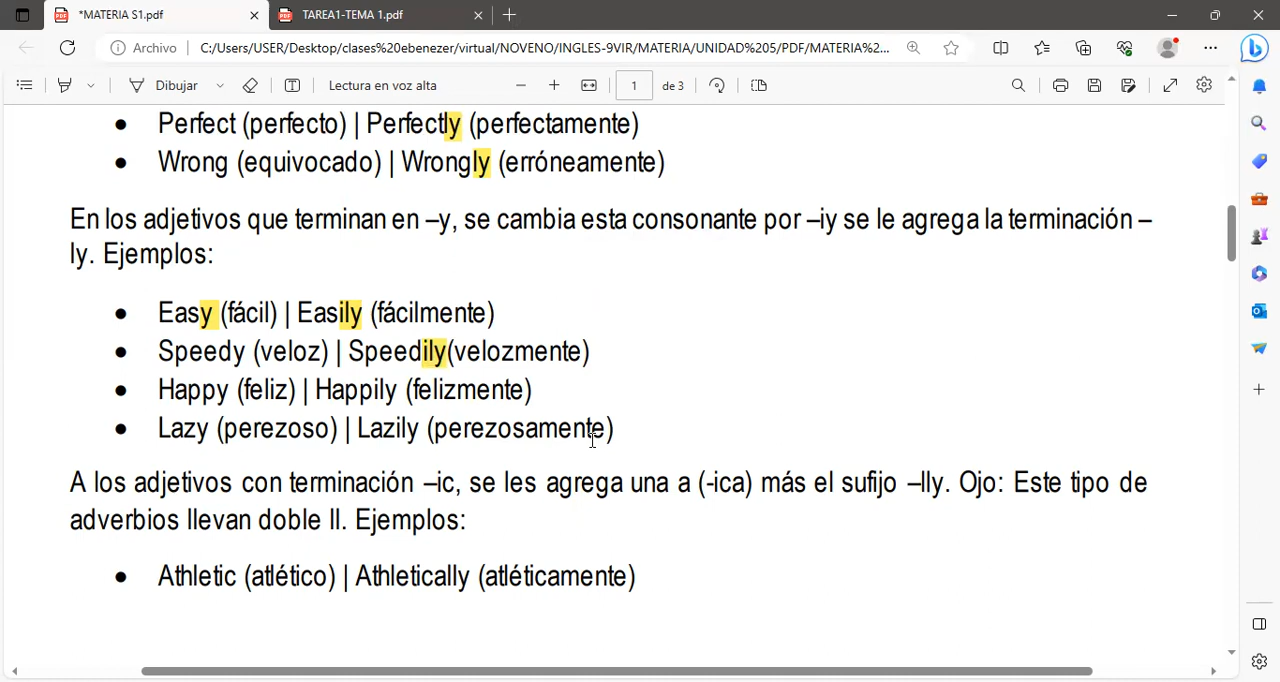 *MATERIA S1.pdf
TAREA1-TEMA 1.pdf
Archivo
C:/Users/USER/Desktop/clases%20ebenezer/virtual/NOVENO/INGLES-9VIR/MATERIA/UNIDAD%205/PDF/MATERIA%2...
Dibujar
Lectura en voz alta
1
de 3
• Perfect (perfecto) | Perfectly (perfectamente)
• Wrong (equivocado) | Wrongly (erróneamente)
En los adjetivos que terminan en –y, se cambia esta consonante por –iy se le agrega la terminación –
ly. Ejemplos:
• Easy (fácil) | Easily (fácilmente)
• Speedy (veloz) | Speedily(velozmente)
• Happy (feliz) | Happily (felizmente)
• Lazy (perezoso) | Lazily (perezosamente)
A los adjetivos con terminación –ic, se les agrega una a (-ica) más el sufijo –lly. Ojo: Este tipo de
adverbios llevan doble ll. Ejemplos:
• Athletic (atlético) | Athletically (atléticamente)